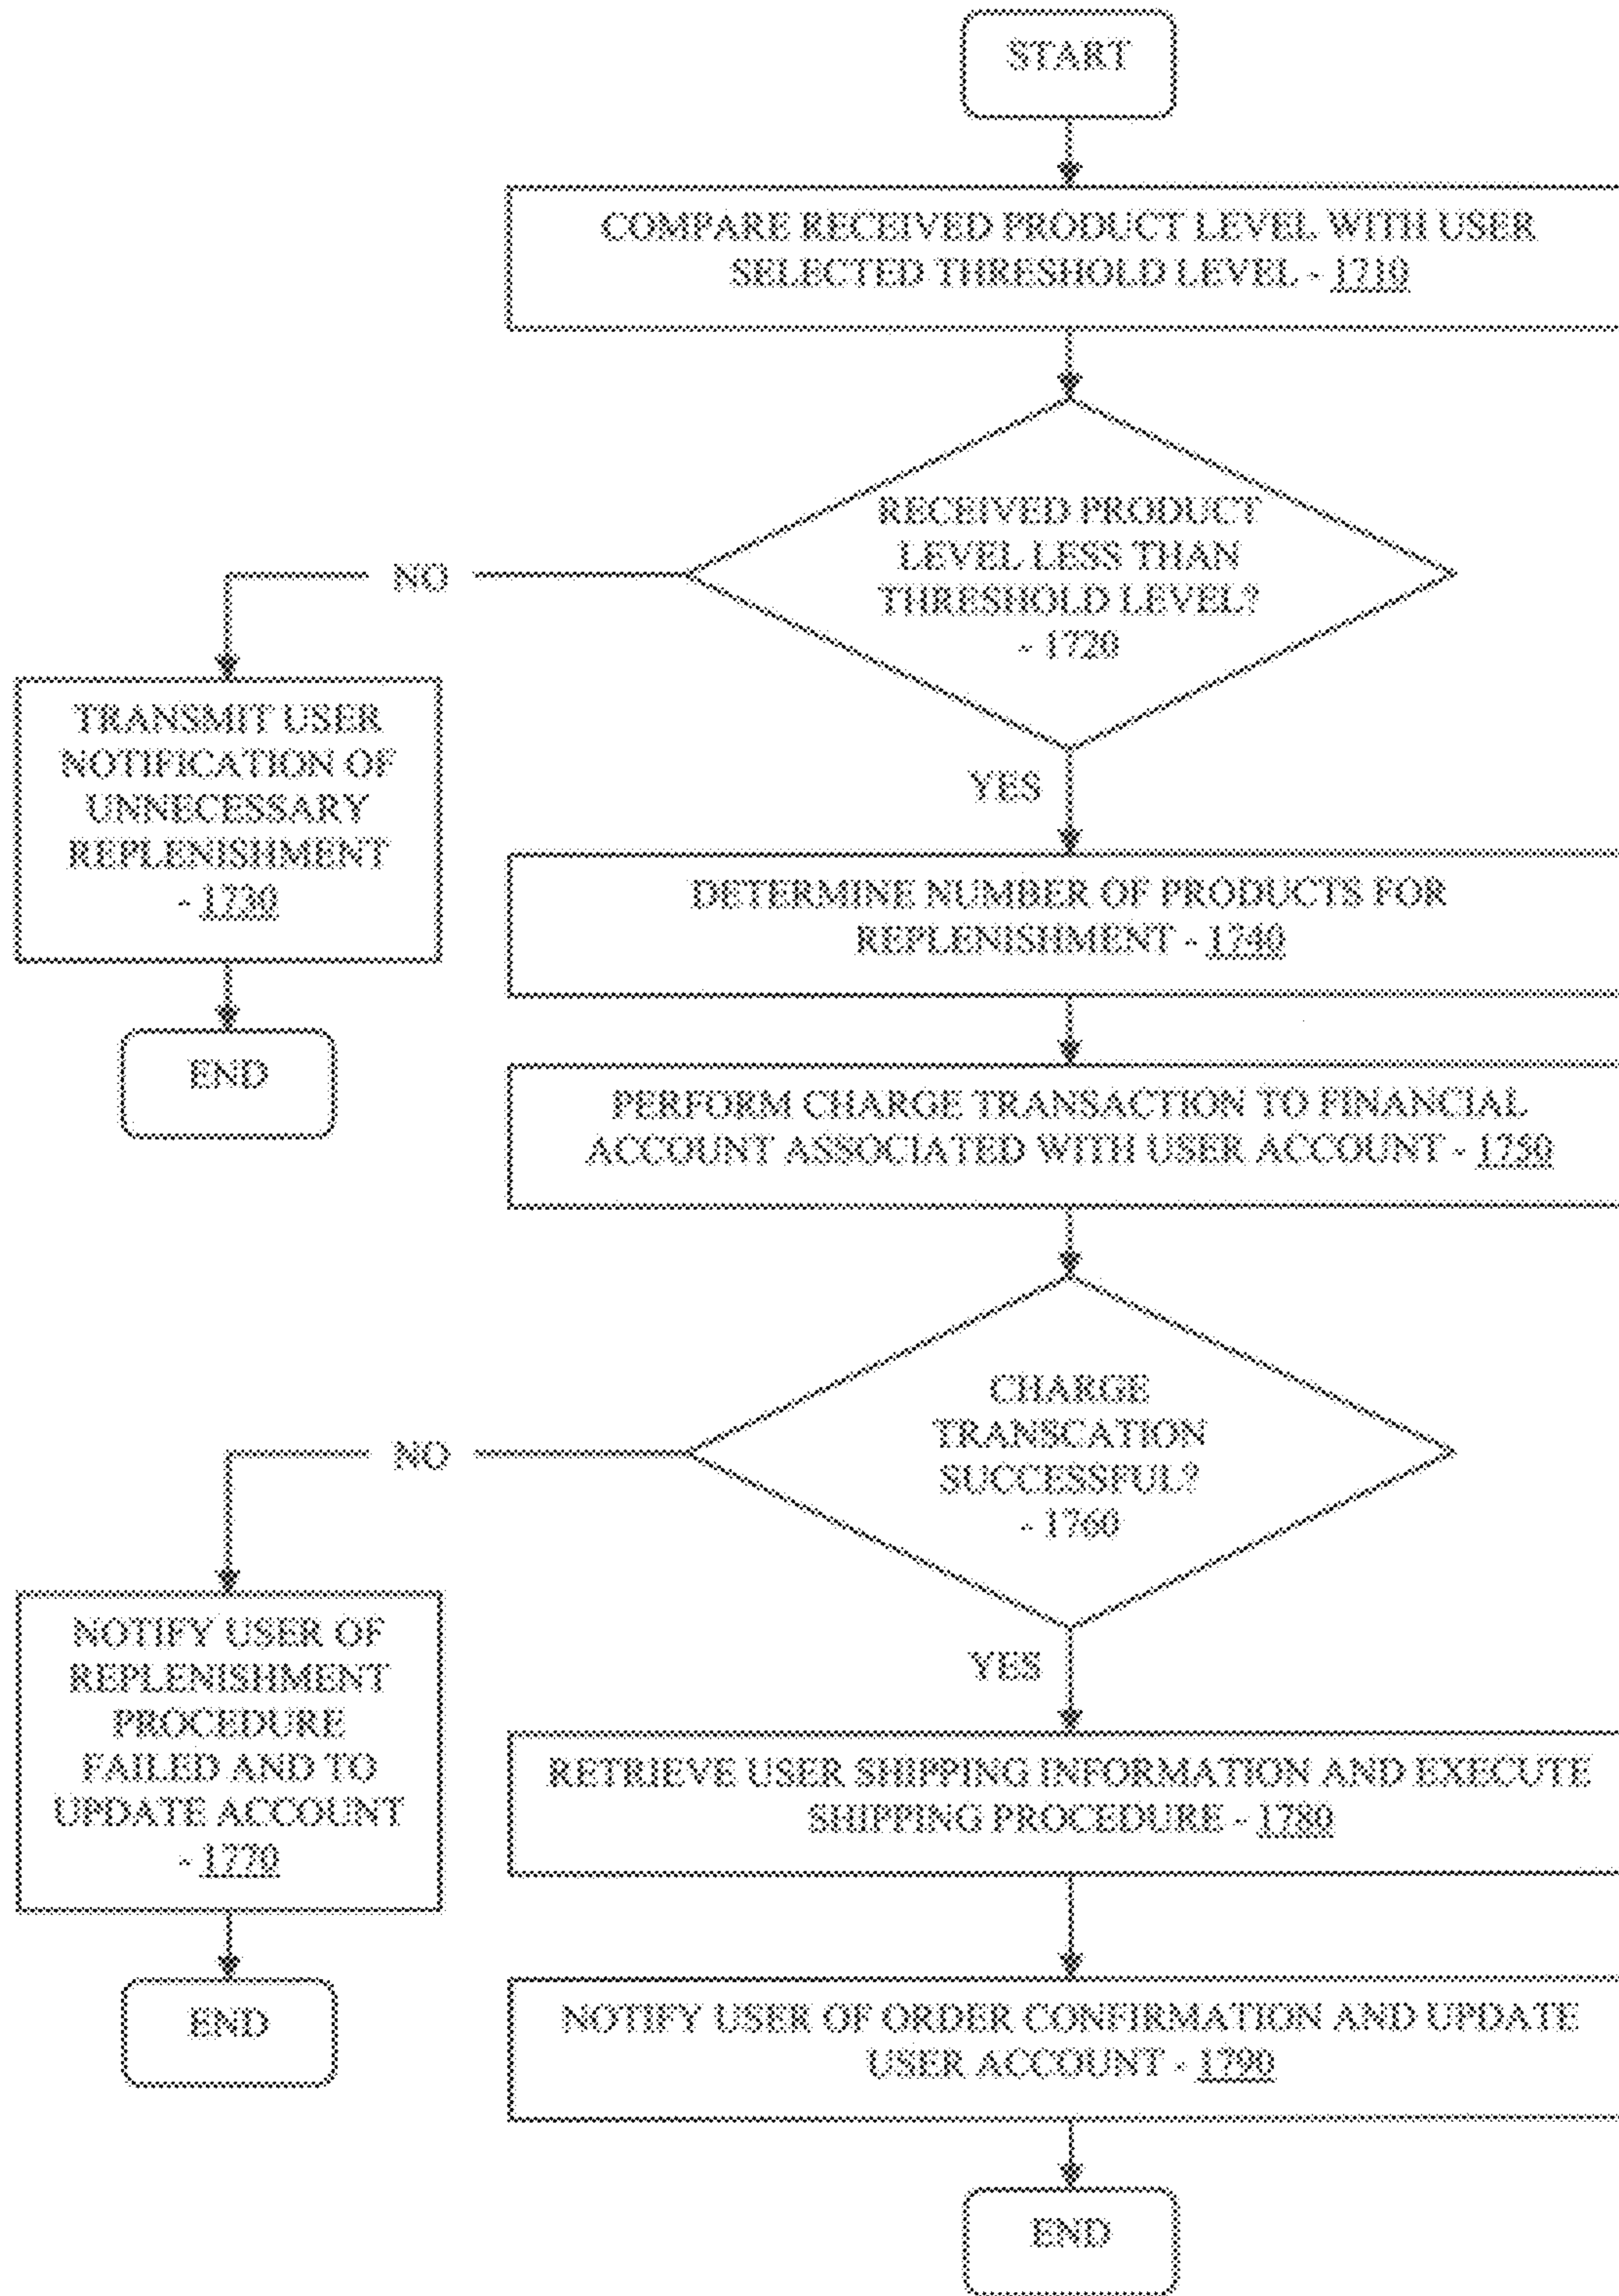 START
COMPARE RECEIVED PRODUCT LEVEL WITH USER
SELECTED THRESHOLD LEVEL - 1710
RECEIVED PRODUCT
LEVEL LESS THAN
THRESHOLD LEVEL?
- 1720
NO
TRANSMIT USER
NOTIFICATION OF
UNNECESSARY
REPLENISHMENT
- 1730
END
YES
DETERMINE NUMBER OF PRODUCTS FOR
REPLENISHMENT - 1740
PERFORM CHARGE TRANSACTION TO FINANCIAL
ACCOUNT ASSOCIATED WITH USER ACCOUNT - 1750
CHARGE
TRANSCATION
SUCCESSFUL?
- 1760
NO
NOTIFY USER OF
REPLENISHMENT
PROCEDURE
FAILED AND TO
UPDATE ACCOUNT
- 1770
END
YES
RETRIEVE USER SHIPPING INFORMATION AND EXECUTE
SHIPPING PROCEDURE - 1780
NOTIFY USER OF ORDER CONFIRMATION AND UPDATE
USER ACCOUNT - 1790
END